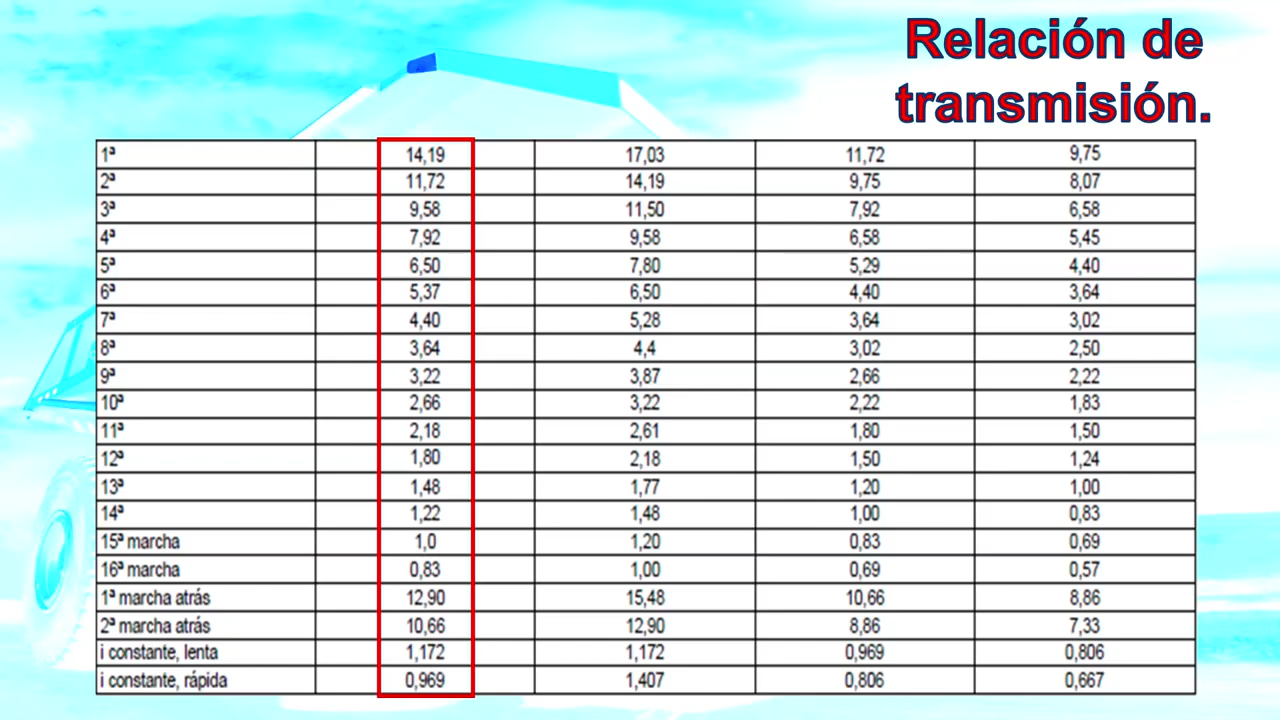 Relación de
transmisión.
1ª 14,19 17,03 11,72 9,75
2ª 11,72 14,19 9,75 8,07
3ª 9,58 11,50 7,92 6,58
4ª 7,92 9,58 6,58 5,45
5ª 6,50 7,80 5,29 4,40
6ª 5,37 6,50 4,40 3,64
7ª 4,40 5,28 3,64 3,02
8ª 3,64 4,4 3,02 2,50
9ª 3,22 3,87 2,66 2,22
10ª 2,66 3,22 2,22 1,83
11ª 2,18 2,61 1,80 1,50
12ª 1,80 2,18 1,50 1,24
13ª 1,48 1,77 1,20 1,00
14ª 1,22 1,48 1,00 0,83
15ª marcha 1,0 1,20 0,83 0,69
16ª marcha 0,83 1,00 0,69 0,57
1ª marcha atrás 12,90 15,48 10,66 8,86
2ª marcha atrás 10,66 12,90 8,86 7,33
i constante, lenta 1,172 1,172 0,969 0,806
i constante, rápida 0,969 1,407 0,806 0,667